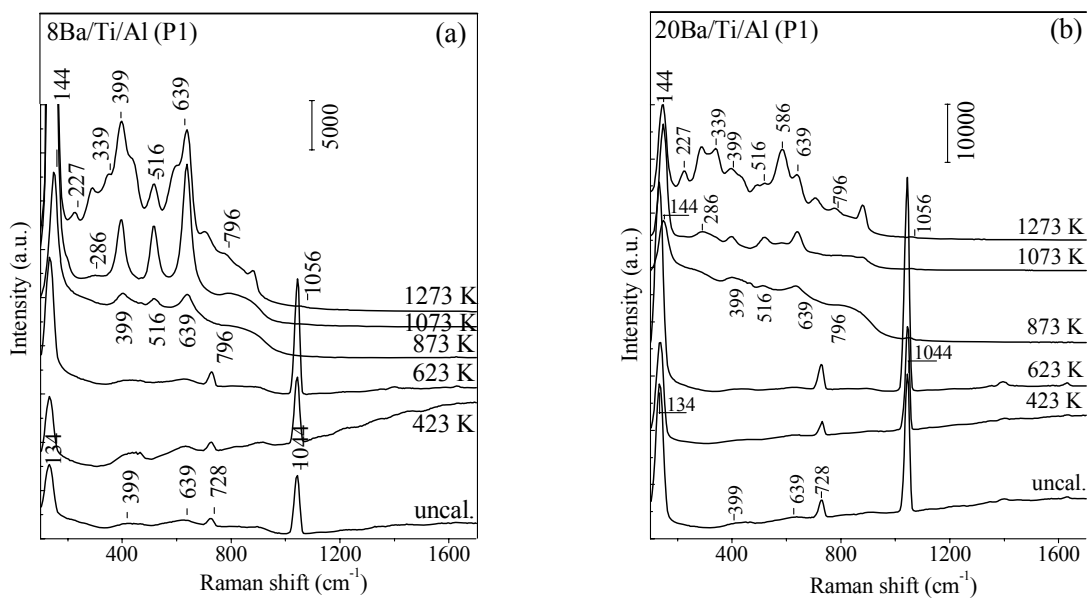 8Ba/Ti/Al (P1)
(a)
144
227
339
399
516
639
796
286
5000
1056
1273 K
1073 K
399
516
639
796
873 K
623 K
423 K
134
399
639
728
1044
uncal.
Intensity (a.u.)
400
800
1200
1600
Raman shift (cm-1)
20Ba/Ti/Al (P1)
(b)
144
227
339
399
516
586
639
796
10000
1056
144
286
1273 K
1073 K
399
516
639
796
873 K
1044
623 K
134
423 K
399
639
728
uncal.
Intensity (a.u.)
400
800
1200
1600
Raman shift (cm-1)